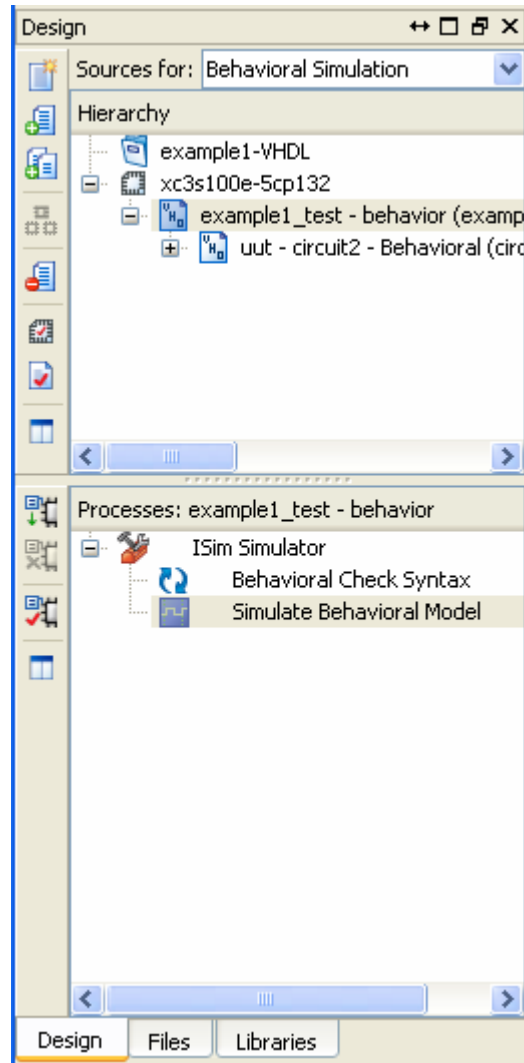 Design
Sources for: Behavioral Simulation
Hierarchy
example1-VHDL
xc3s100e-5cp132
example1_test - behavior (examp
uut - circuit2 - Behavioral (circ
Processes: example1_test - behavior
ISim Simulator
Behavioral Check Syntax
Simulate Behavioral Model
Design Files Libraries